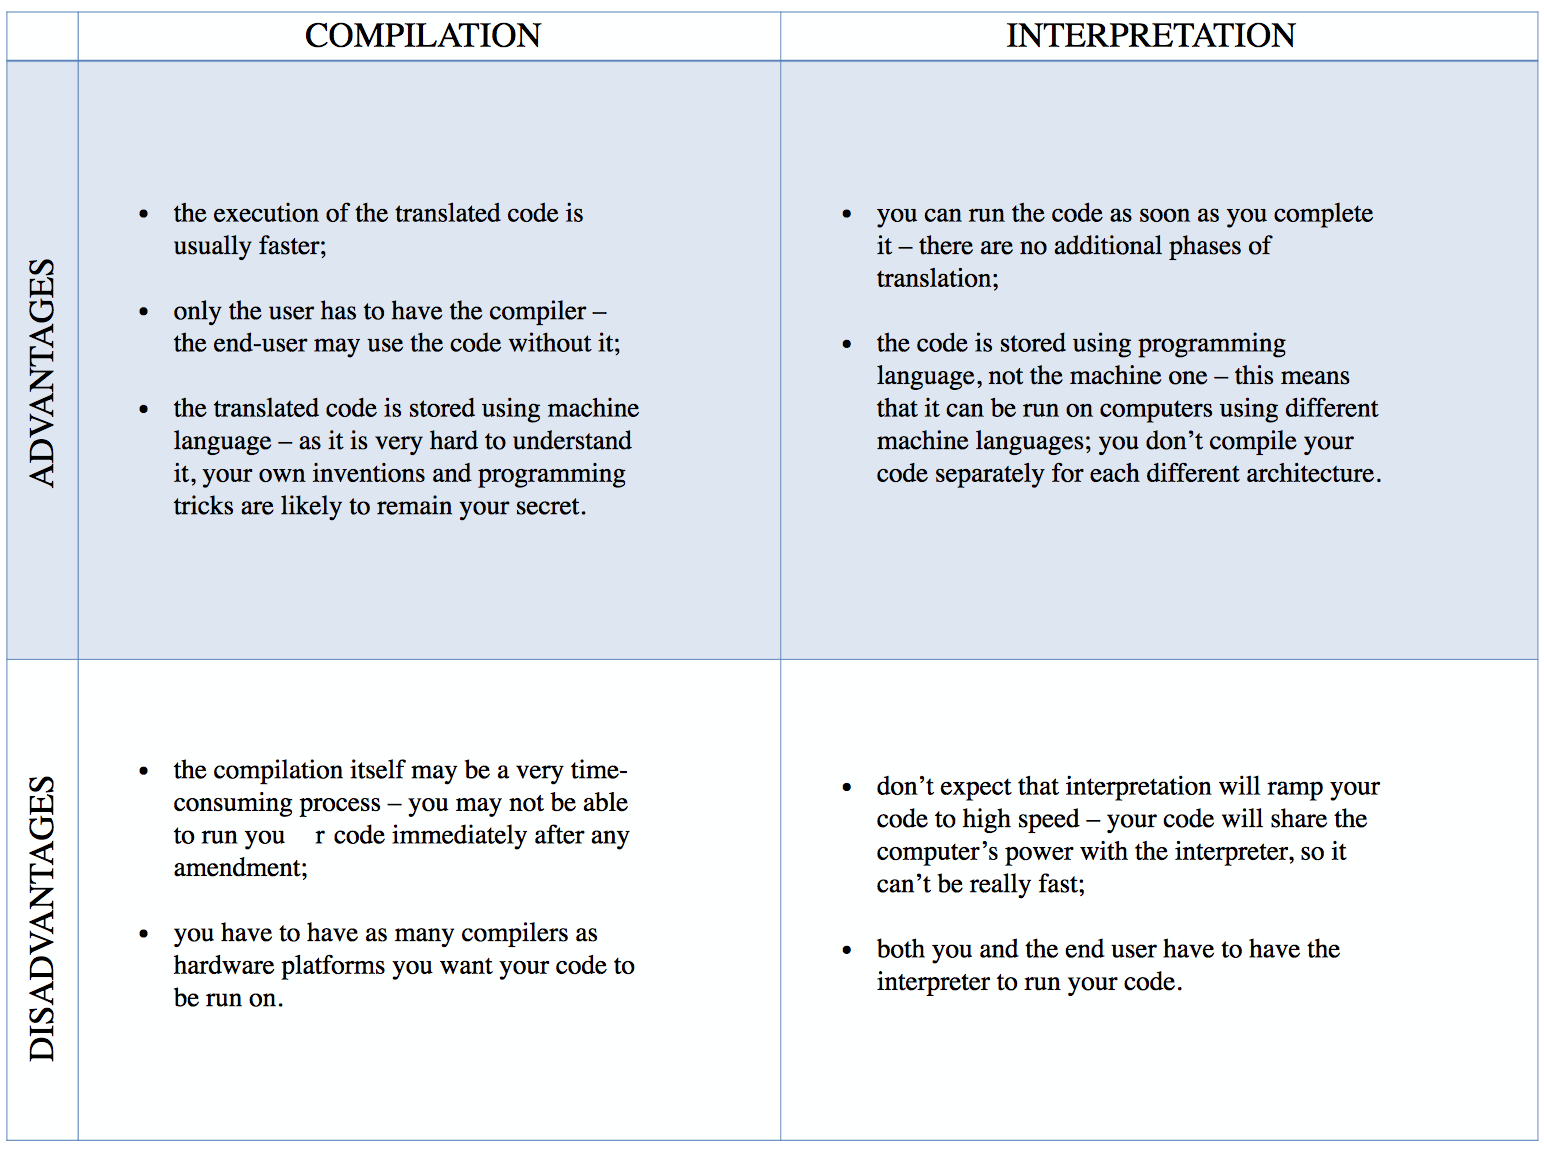 COMPILATION
INTERPRETATION
ADVANTAGES
• the execution of the translated code is
usually faster;
• only the user has to have the compiler –
the end-user may use the code without it;
• the translated code is stored using machine
language – as it is very hard to understand
it, your own inventions and programming
tricks are likely to remain your secret.
• you can run the code as soon as you complete
it – there are no additional phases of
translation;
• the code is stored using programming
language, not the machine one – this means
that it can be run on computers using different
machine languages; you don’t compile your
code separately for each different architecture.
DISADVANTAGES
• the compilation itself may be a very time-
consuming process – you may not be able
to run you r code immediately after any
amendment;
• you have to have as many compilers as
hardware platforms you want your code to
be run on.
• don’t expect that interpretation will ramp your
code to high speed – your code will share the
computer’s power with the interpreter, so it
can’t be really fast;
• both you and the end user have to have the
interpreter to run your code.